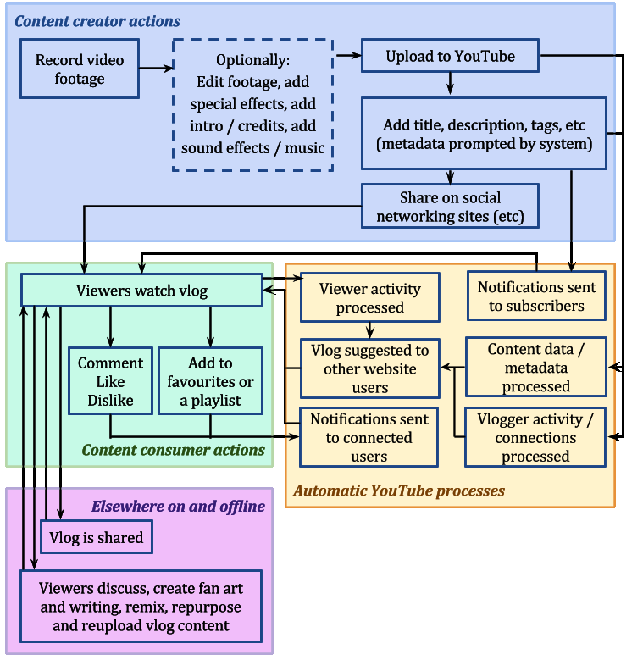 Content creator actions
Record video
footage
Optionally:
Edit footage, add
special effects, add
intro / credits, add
sound effects / music
Upload to YouTube
Add title, description, tags, etc
(metadata prompted by system)
Share on social
networking sites (etc)
Viewers watch vlog
Comment
Like
Dislike
Add to
favourites or
a playlist
Content consumer actions
Viewer activity
processed
Notifications sent
to subscribers
Vlog suggested to
other website
users
Content data /
metadata
processed
Notifications sent
to connected
users
Vlogger activity /
connections
processed
Automatic YouTube processes
Elsewhere on and offline
Vlog is shared
Viewers discuss, create fan art
and writing, remix, repurpose
and reupload vlog content